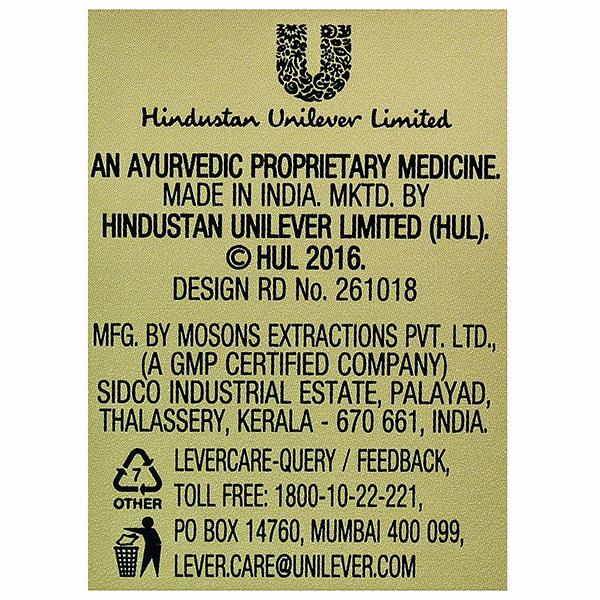 U
Hindustan Unilever Limited
AN AYURVEDIC PROPRIETARY MEDICINE.
MADE IN INDIA. MKTD. BY
HINDUSTAN UNILEVER LIMITED (HUL).
© HUL 2016.
DESIGN RD No. 261018
MFG. BY MOSONS EXTRACTIONS PVT. LTD.,
(A GMP CERTIFIED COMPANY)
SIDCO INDUSTRIAL ESTATE, PALAYAD,
THALASSERY, KERALA - 670 661, INDIA.
7
OTHER
LEVERCARE-QUERY / FEEDBACK,
TOLL FREE: 1800-10-22-221,
PO BOX 14760, MUMBAI 400 099,
LEVER.CARE@UNILEVER.COM